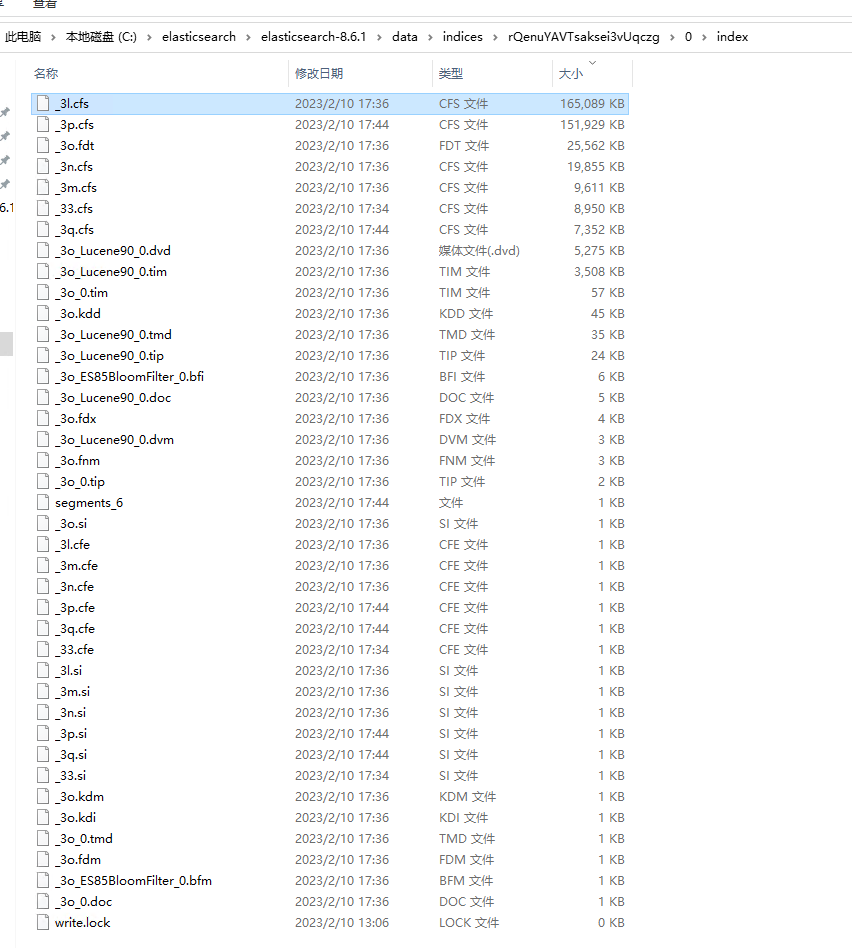 查看
此电脑 › 本地磁盘 (C:) › elasticsearch › elasticsearch-8.6.1 › data › indices › rQenuYAVTsaksei3vUqczg › 0 › index
名称 修改日期 类型 大小
_3l.cfs 2023/2/10 17:36 CFS 文件 165,089 KB
_3p.cfs 2023/2/10 17:44 CFS 文件 151,929 KB
_3o.fdt 2023/2/10 17:36 FDT 文件 25,562 KB
_3n.cfs 2023/2/10 17:36 CFS 文件 19,855 KB
_3m.cfs 2023/2/10 17:36 CFS 文件 9,611 KB
6.1
_33.cfs 2023/2/10 17:34 CFS 文件 8,950 KB
_3q.cfs 2023/2/10 17:44 CFS 文件 7,352 KB
_3o_Lucene90_0.dvd 2023/2/10 17:36 媒体文件(.dvd) 5,275 KB
_3o_Lucene90_0.tim 2023/2/10 17:36 TIM 文件 3,508 KB
_3o_0.tim 2023/2/10 17:36 TIM 文件 57 KB
_3o.kdd 2023/2/10 17:36 KDD 文件 45 KB
_3o_Lucene90_0.tmd 2023/2/10 17:36 TMD 文件 35 KB
_3o_Lucene90_0.tip 2023/2/10 17:36 TIP 文件 24 KB
_3o_ES85BloomFilter_0.bfi 2023/2/10 17:36 BFI 文件 6 KB
_3o_Lucene90_0.doc 2023/2/10 17:36 DOC 文件 5 KB
_3o.fdx 2023/2/10 17:36 FDX 文件 4 KB
_3o_Lucene90_0.dvm 2023/2/10 17:36 DVM 文件 3 KB
_3o.fnm 2023/2/10 17:36 FNM 文件 3 KB
_3o_0.tip 2023/2/10 17:36 TIP 文件 2 KB
segments_6 2023/2/10 17:44 文件 1 KB
_3o.si 2023/2/10 17:36 SI 文件 1 KB
_3l.cfe 2023/2/10 17:36 CFE 文件 1 KB
_3m.cfe 2023/2/10 17:36 CFE 文件 1 KB
_3n.cfe 2023/2/10 17:36 CFE 文件 1 KB
_3p.cfe 2023/2/10 17:44 CFE 文件 1 KB
_3q.cfe 2023/2/10 17:44 CFE 文件 1 KB
_33.cfe 2023/2/10 17:34 CFE 文件 1 KB
_3l.si 2023/2/10 17:36 SI 文件 1 KB
_3m.si 2023/2/10 17:36 SI 文件 1 KB
_3n.si 2023/2/10 17:36 SI 文件 1 KB
_3p.si 2023/2/10 17:44 SI 文件 1 KB
_3q.si 2023/2/10 17:44 SI 文件 1 KB
_33.si 2023/2/10 17:34 SI 文件 1 KB
_3o.kdm 2023/2/10 17:36 KDM 文件 1 KB
_3o.kdi 2023/2/10 17:36 KDI 文件 1 KB
_3o_0.tmd 2023/2/10 17:36 TMD 文件 1 KB
_3o.fdm 2023/2/10 17:36 FDM 文件 1 KB
_3o_ES85BloomFilter_0.bfm 2023/2/10 17:36 BFM 文件 1 KB
_3o_0.doc 2023/2/10 17:36 DOC 文件 1 KB
write.lock 2023/2/10 13:06 LOCK 文件 0 KB